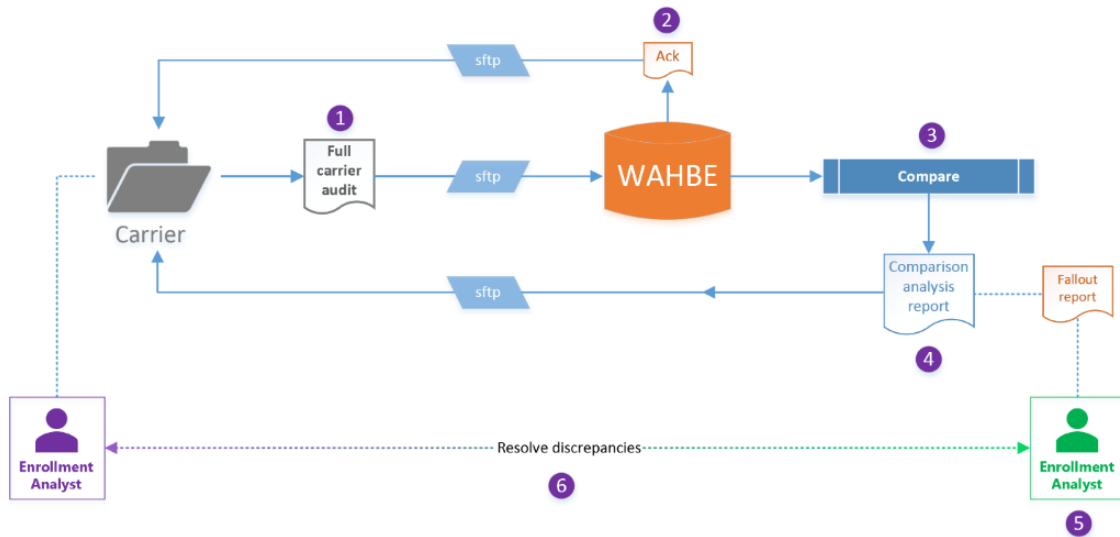 2
sftp
Ack
1
3
Full
carrier
audit
sftp
WAHBE
Compare
Carrier
sftp
Comparison
analysis
report
Fallout
report
4
Enrollment
Analyst
Resolve discrepancies
Enrollment
Analyst
6
5